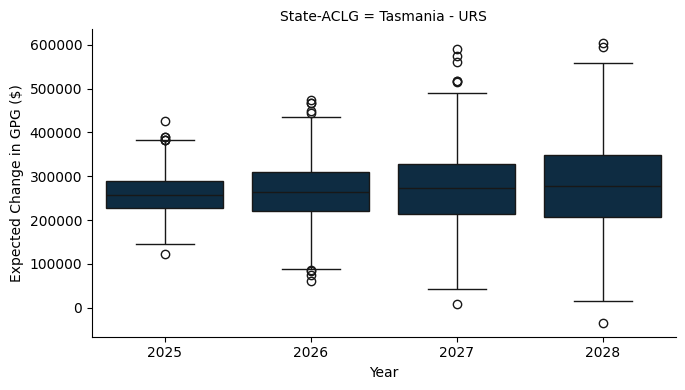 State-ACLG = Tasmania - URS
600000
500000
400000
300000
200000
100000
0
Expected Change in GPG ($)
2025 2026 2027 2028
Year